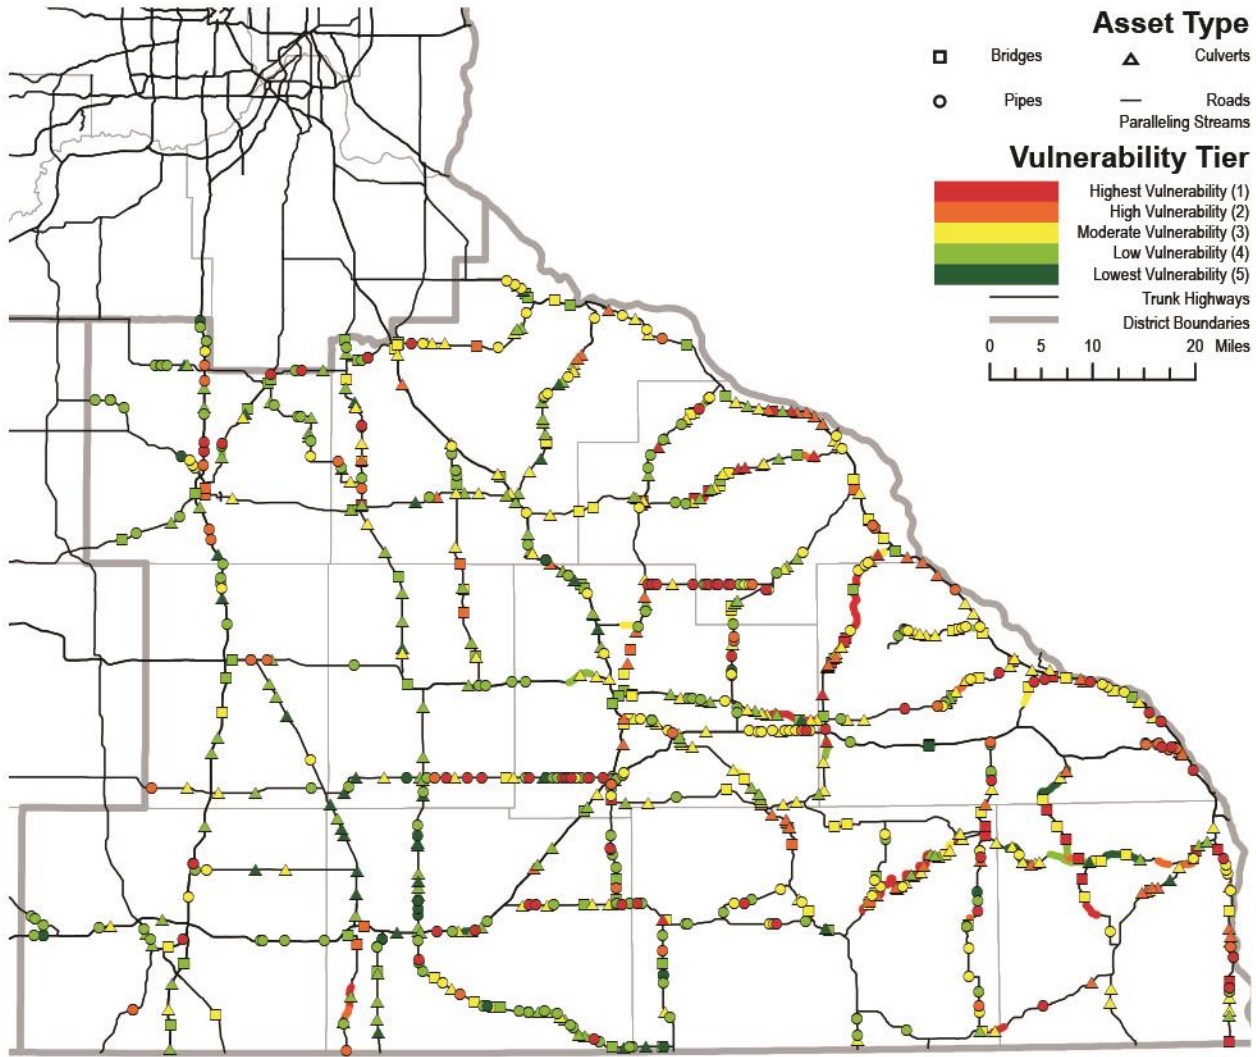 Asset Type
Bridges Culverts
Pipes Roads
Paralleling Streams
Vulnerability Tier
Highest Vulnerability (1)
High Vulnerability (2)
Moderate Vulnerability (3)
Low Vulnerability (4)
Lowest Vulnerability (5)
Trunk Highways
District Boundaries
0 5 10 20 Miles